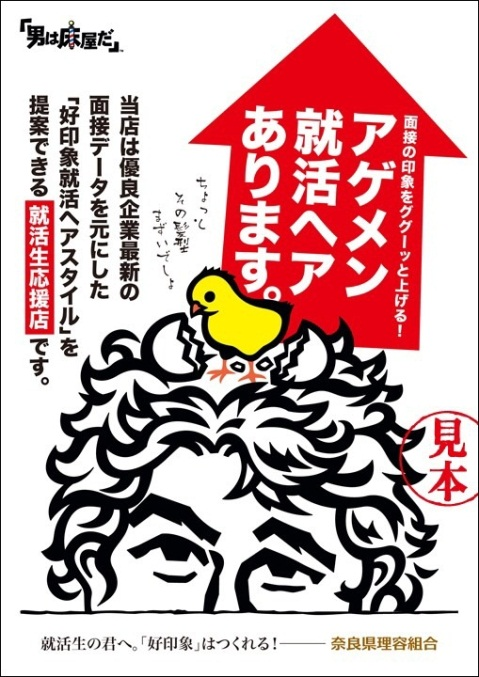 「男は床屋だ」
面接の印象をググーッと上げる！
アゲメン
就活ヘア
あります。
ちょっと
その髪型
まずいでしょ
当店は優良企業最新の
面接データを元にした
「好印象就活ヘアスタイル」を
提案できる 就活生応援店 です。
見本
就活生の君へ。「好印象」はつくれる！――― 奈良県理容組合